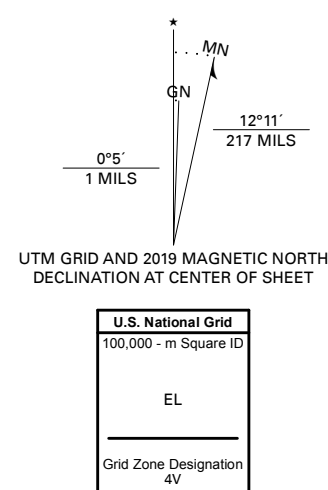 ★
MN
GN
12°11´
217 MILS
0°5´
1 MILS
UTM GRID AND 2019 MAGNETIC NORTH
DECLINATION AT CENTER OF SHEET
U.S. National Grid
100,000 - m Square ID
EL
Grid Zone Designation
4V